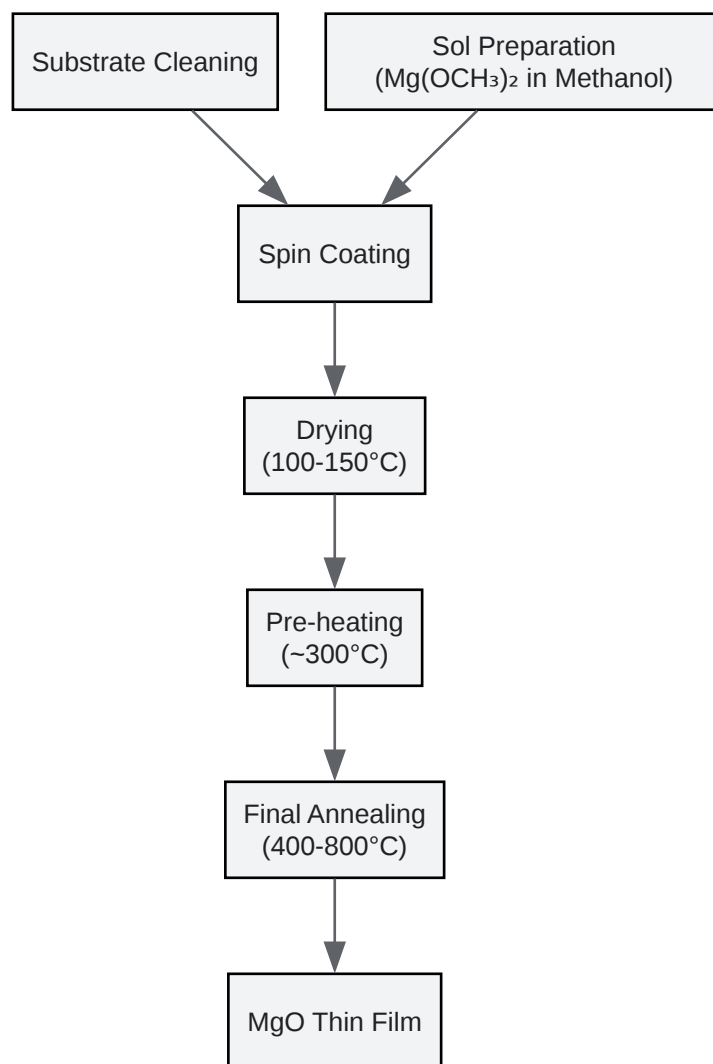 Substrate Cleaning
Sol Preparation
(Mg(OCH₃)₂ in Methanol)
Spin Coating
Drying
(100-150°C)
Pre-heating
(~300°C)
Final Annealing
(400-800°C)
MgO Thin Film